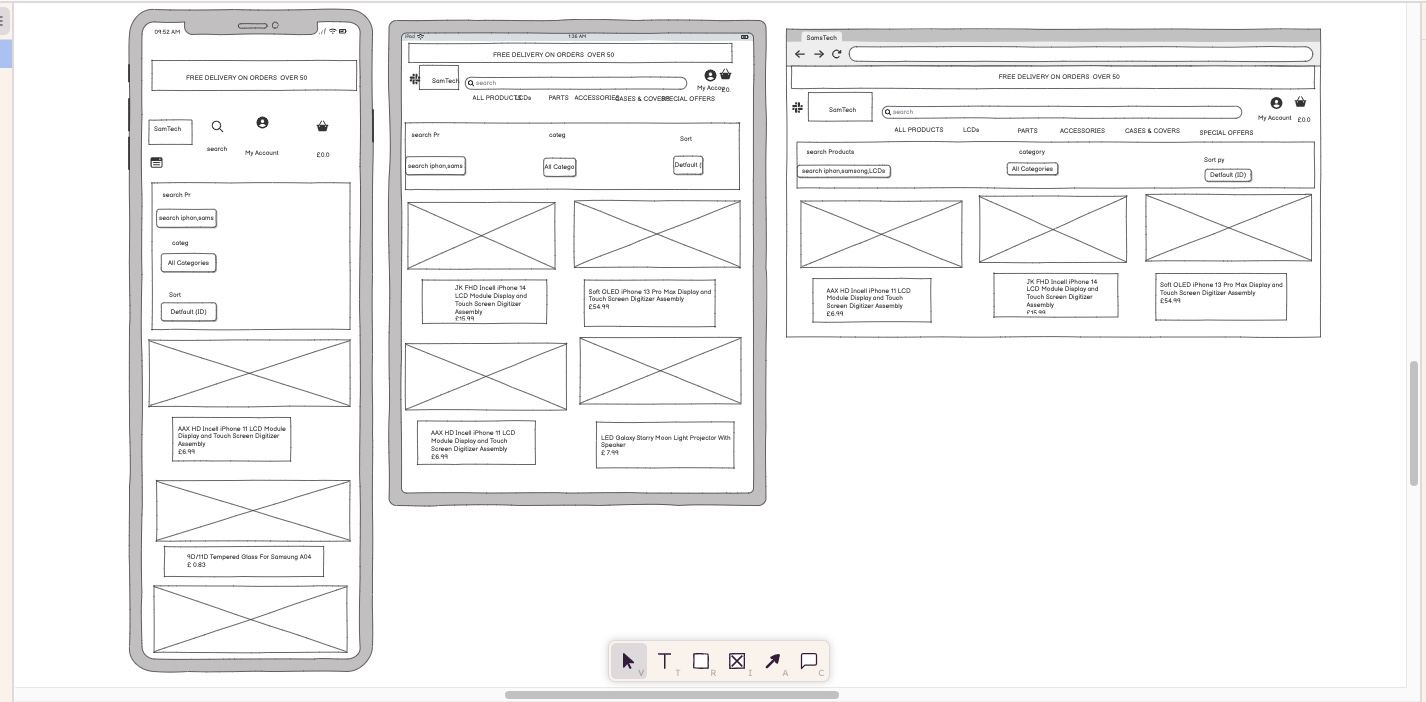 09:52 AM
FREE DELIVERY ON ORDERS OVER 50
SamTech
search
My Account
£0.0
search Pr
search iphon,sams
categ
All Categories
Sort
Detfault (ID)
AAX HD Incell iPhone 11 LCD Module
Display and Touch Screen Digitizer
Assembly
£6.99
9D/11D Tempered Glass For Samsung A04
£ 0.83
iPod
1:36 AM
FREE DELIVERY ON ORDERS OVER 50
SamTech
search
My Accou
£0.
ALL PRODUCTS LCDs PARTS ACCESSORIES CASES & COVERS SPECIAL OFFERS
search Pr
categ
Sort
search iphon,sams
All Catego
Detfault (
JK FHD Incell iPhone 14
LCD Module Display and
Touch Screen Digitizer
Assembly
£15.99
Soft OLED iPhone 13 Pro Max Display and
Touch Screen Digitizer Assembly
£54.99
AAX HD Incell iPhone 11 LCD
Module Display and Touch
Screen Digitizer Assembly
£6.99
LED Galaxy Starry Moon Light Projector With
Speaker
£ 7.99
SamsTech
FREE DELIVERY ON ORDERS OVER 50
SamTech
search
My Account
£0.0
ALL PRODUCTS LCDs PARTS ACCESSORIES CASES & COVERS SPECIAL OFFERS
search Products
category
Sort py
search iphon,samsong,LCDs
All Categories
Detlault (ID)
AAX HD Incell iPhone 11 LCD
Module Display and Touch
Screen Digitizer Assembly
£6.99
JK FHD Incell iPhone 14
LCD Module Display and
Touch Screen Digitizer
Assembly
£15.99
Soft OLED iPhone 13 Pro Max Display and
Touch Screen Digitizer Assembly
£54.99
V T R I A C